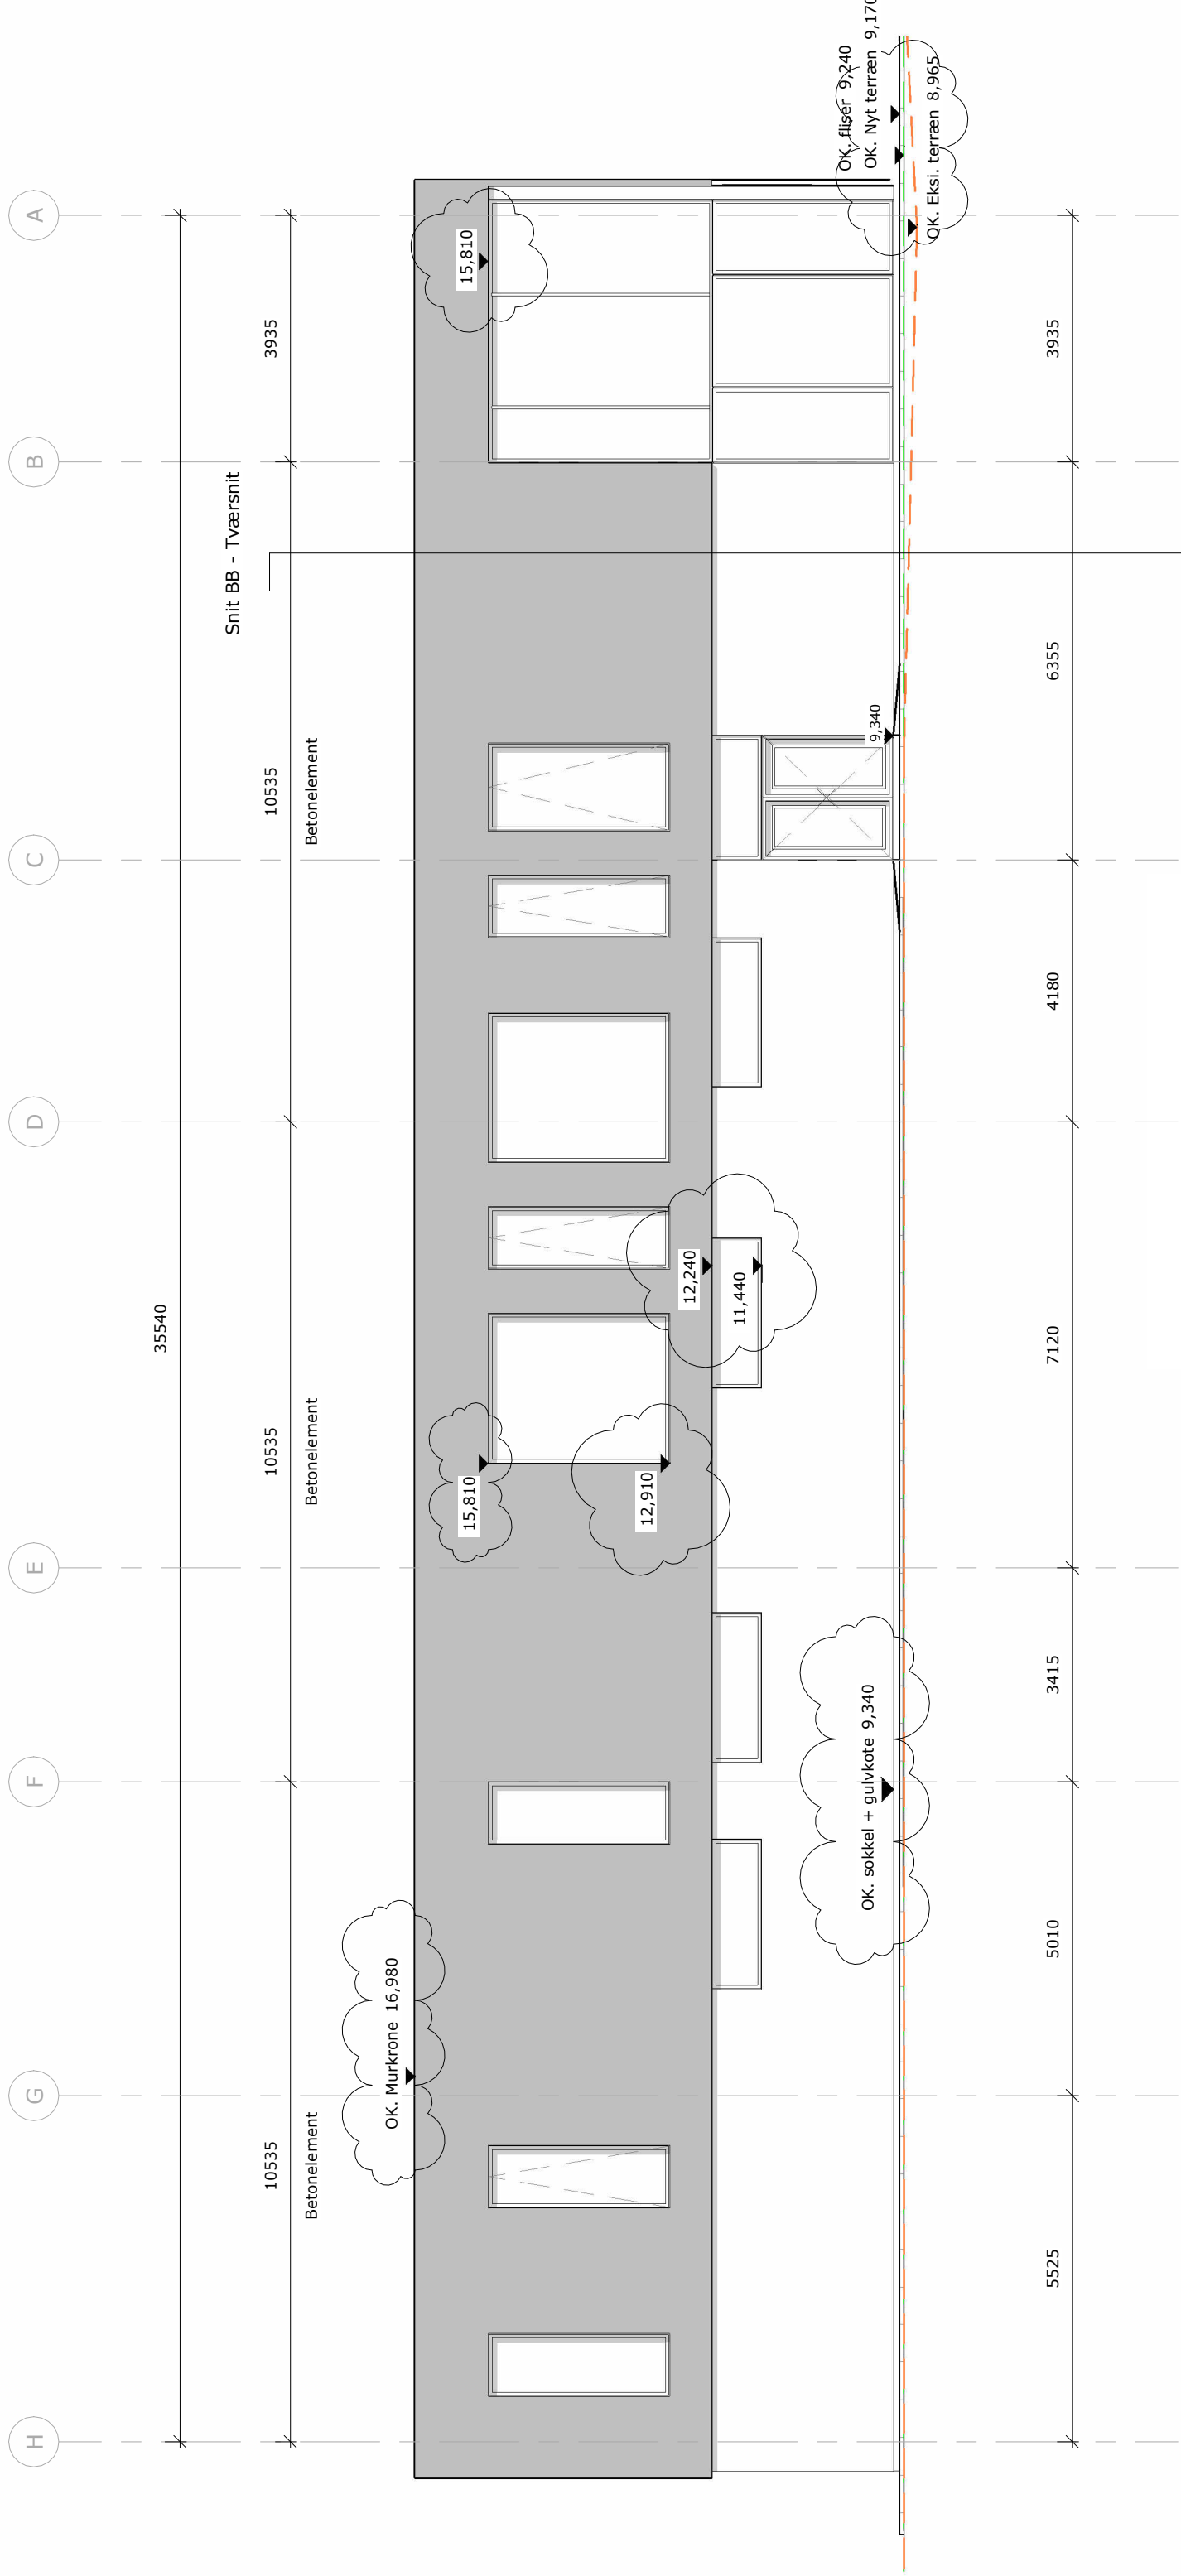 H G F E D C B A
35540
Snit BB - Tværsnit
10535 10535 10535 3935
Betonelement Betonelement Betonelement
OK. Murkrone 16,980
15,810
15,810
12,910
12,240
11,440
OK. fliser 9,240
OK. sokkel + gulvkote 9,340
9,340
OK. Nyt terræn 9,170
OK. Eksi. terræn 8,965
5525 5010 3415 7120 4180 6355 3935